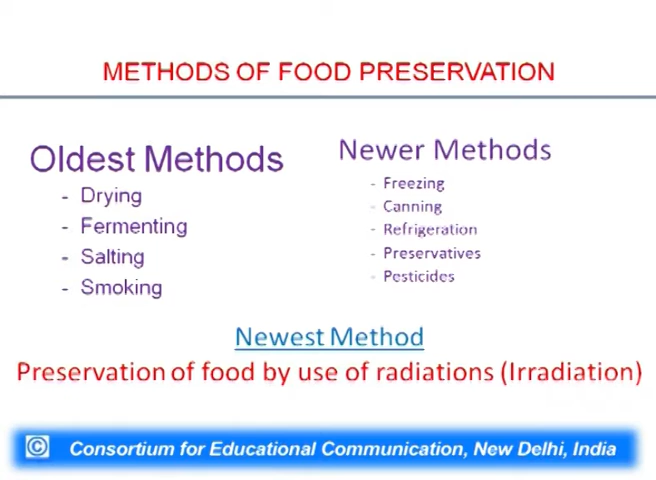 METHODS OF FOOD PRESERVATION
Oldest Methods
- Drying
- Fermenting
- Salting
- Smoking
Newer Methods
- Freezing
- Canning
- Refrigeration
- Preservatives
- Pesticides
Newest Method
Preservation of food by use of radiations (Irradiation)
© Consortium for Educational Communication, New Delhi, India